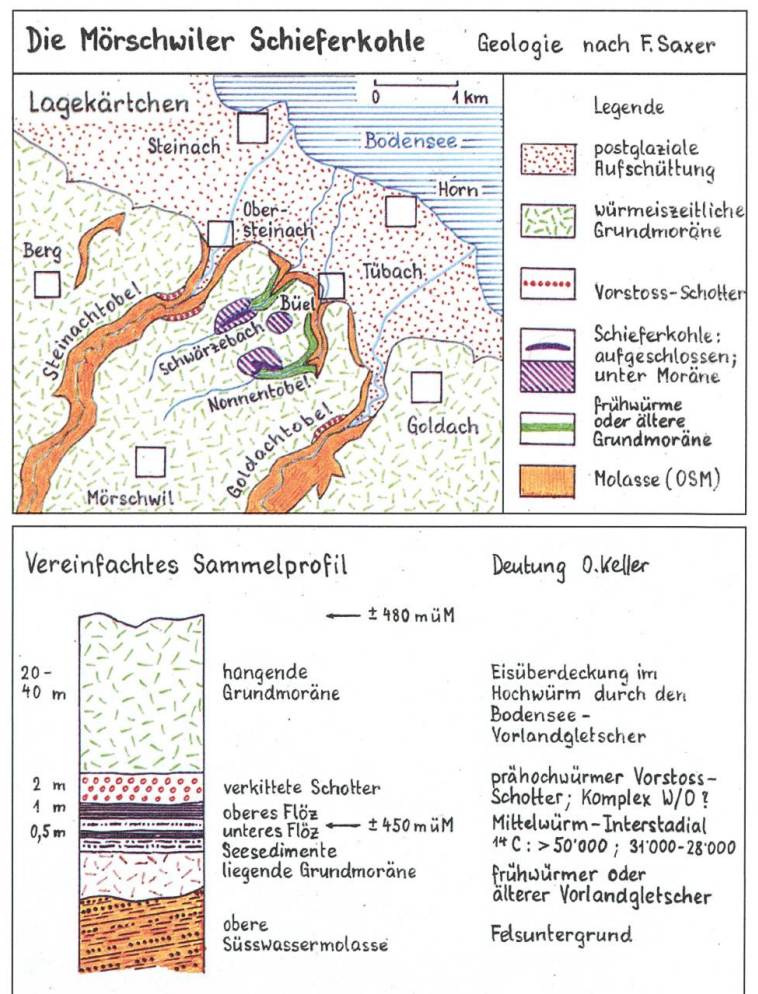 Die Mörschwiler Schieferkohle Geologie nach F. Saxer
Lagekärtchen
0 1 km
Steinach
Bodensee
Horn
Ober-
steinach
Berg
Tübach
Steinachtobel
Büel
Schwärzebach
Nonnentobel
Goldachtobel
Goldach
Mörschwil
Legende
postglaziale
Aufschüttung
würmeiszeitliche
Grundmoräne
Vorstoss-Schotter
Schieferkohle:
aufgeschlossen;
unter Moräne
frühwürme
oder ältere
Grundmoräne
Molasse (OSM)
Vereinfachtes Sammelprofil
Deutung O. Keller
← ± 480 m üM
20-
40 m
hangende
Grundmoräne
Eisüberdeckung im
Hochwürm durch den
Bodensee-
Vorlandgletscher
2 m
verkittete Schotter
prähochwürmer Vorstoss-
Schotter; Komplex W/O ?
1 m
oberes Flöz
0,5 m
unteres Flöz ← ± 450 m üM
Mittelwürm-Interstadial
¹⁴C : > 50'000 ; 31'000-28'000
Seesedimente
liegende Grundmoräne
frühwürmer oder
älterer Vorlandgletscher
obere
Süsswassermolasse
Felsuntergrund